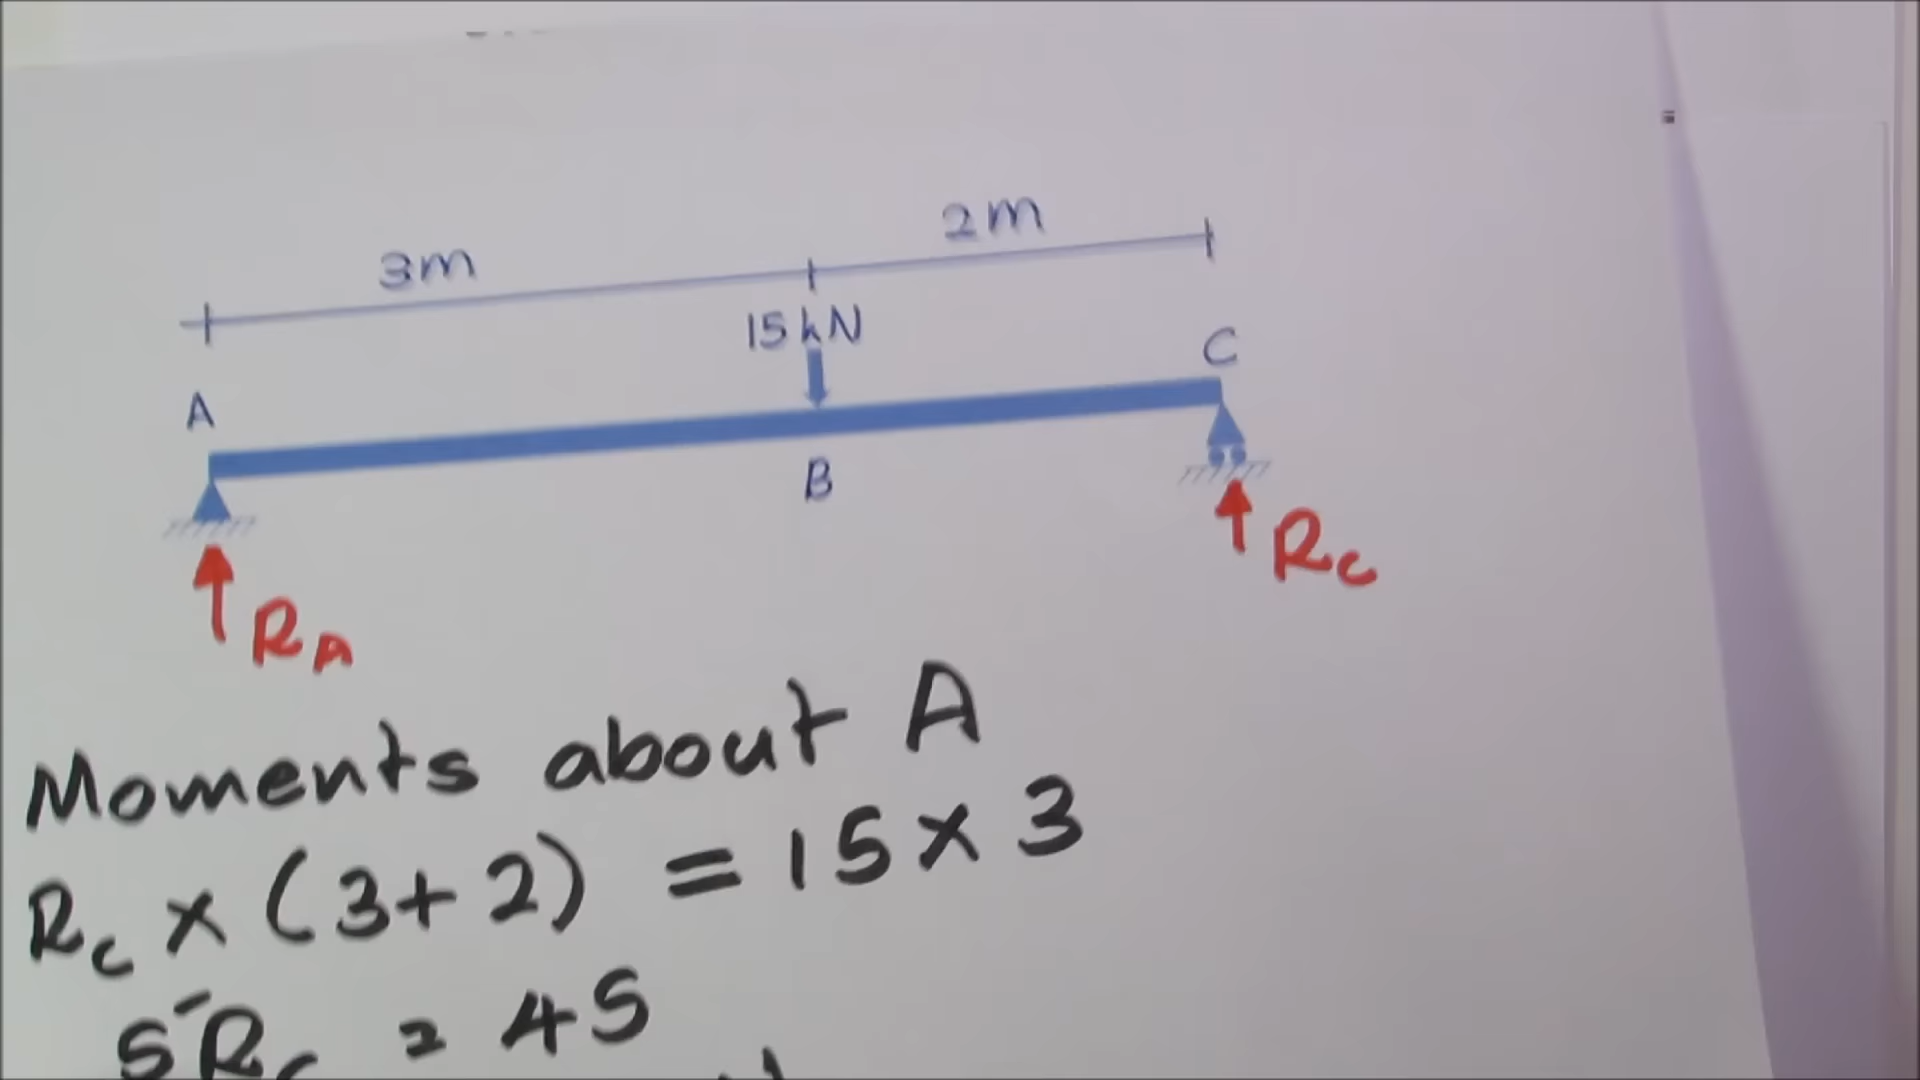 3m
2m
15kN
A
B
C
RA
RC
Moments about A
Rc × (3+2) = 15 × 3
5Rc = 45